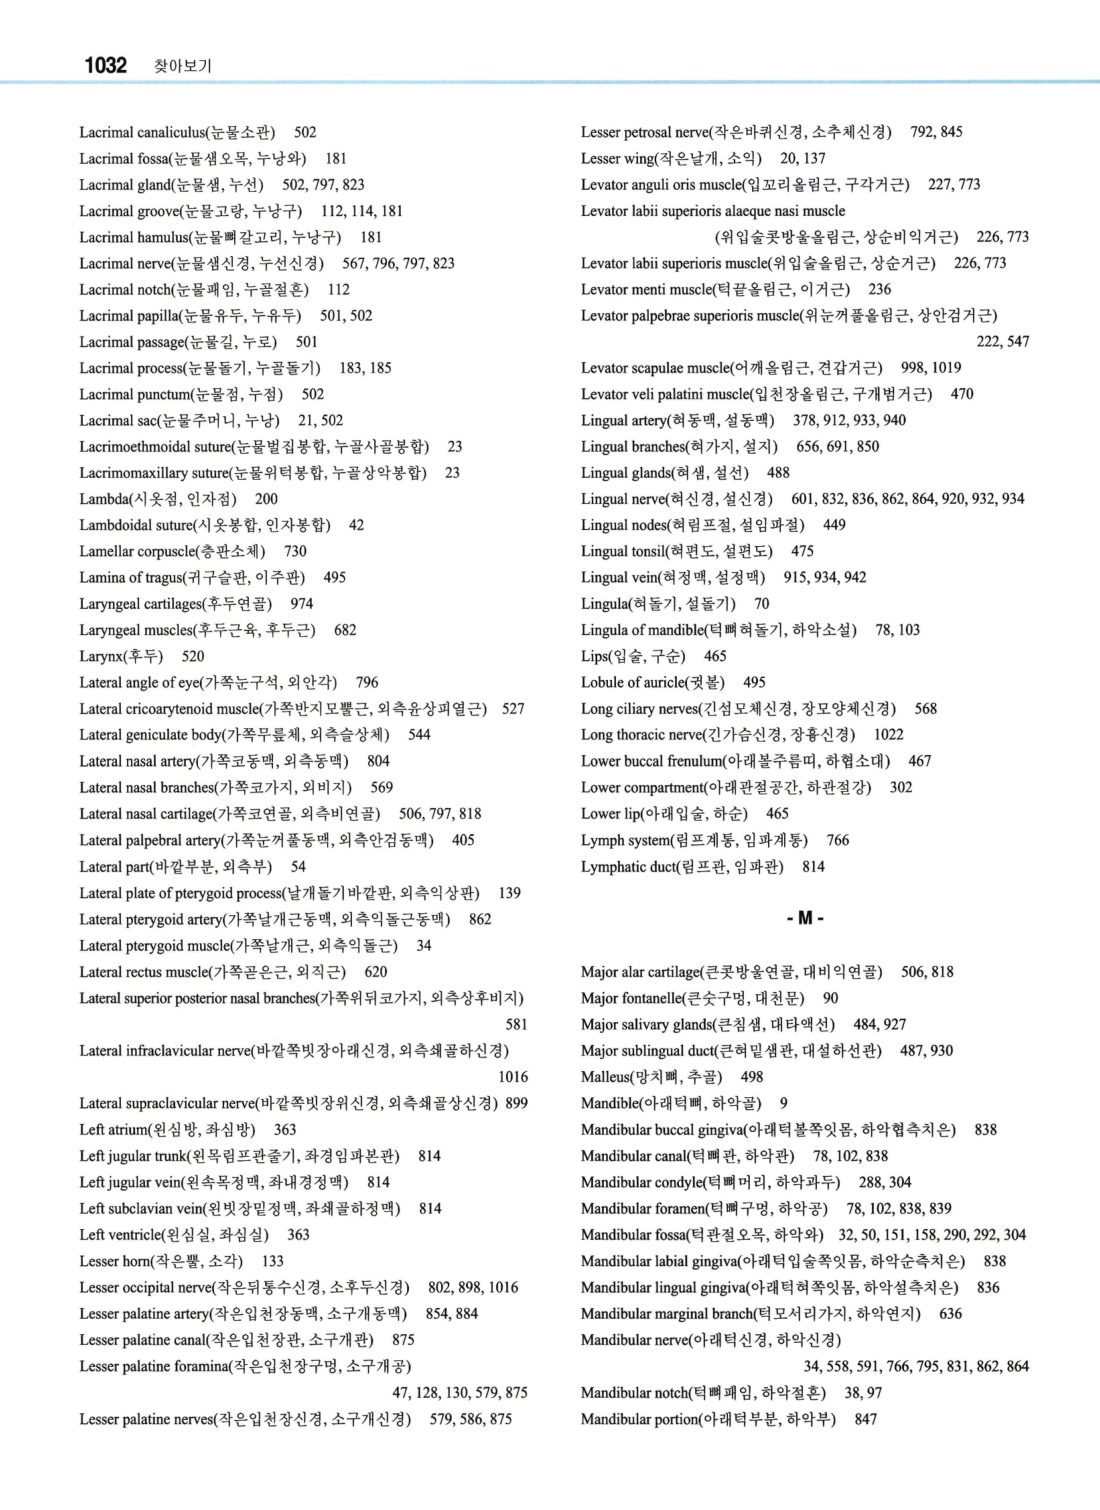 1032 찾아보기
Lacrimal canaliculus(눈물소관) 502
Lacrimal fossa(눈물샘오목, 누낭와) 181
Lacrimal gland(눈물샘, 누선) 502, 797, 823
Lacrimal groove(눈물고랑, 누낭구) 112, 114, 181
Lacrimal hamulus(눈물뼈갈고리, 누낭구) 181
Lacrimal nerve(눈물샘신경, 누선신경) 567, 796, 797, 823
Lacrimal notch(눈물패임, 누골절흔) 112
Lacrimal papilla(눈물유두, 누유두) 501, 502
Lacrimal passage(눈물길, 누로) 501
Lacrimal process(눈물돌기, 누골돌기) 183, 185
Lacrimal punctum(눈물점, 누점) 502
Lacrimal sac(눈물주머니, 누낭) 21, 502
Lacrimoethmoidal suture(눈물벌집봉합, 누골사골봉합) 23
Lacrimomaxillary suture(눈물위턱봉합, 누골상악봉합) 23
Lambda(시옷점, 인자점) 200
Lambdoidal suture(시옷봉합, 인자봉합) 42
Lamellar corpuscle(층판소체) 730
Lamina of tragus(귀구슬판, 이주판) 495
Laryngeal cartilages(후두연골) 974
Laryngeal muscles(후두근육, 후두근) 682
Larynx(후두) 520
Lateral angle of eye(가쪽눈구석, 외안각) 796
Lateral cricoarytenoid muscle(가쪽반지모뿔근, 외측윤상피열근) 527
Lateral geniculate body(가쪽무릎체, 외측슬상체) 544
Lateral nasal artery(가쪽코동맥, 외측동맥) 804
Lateral nasal branches(가쪽코가지, 외비지) 569
Lateral nasal cartilage(가쪽코연골, 외측비연골) 506, 797, 818
Lateral palpebral artery(가쪽눈꺼풀동맥, 외측안검동맥) 405
Lateral part(바깥부분, 외측부) 54
Lateral plate of pterygoid process(날개돌기바깥판, 외측익상판) 139
Lateral pterygoid artery(가쪽날개근동맥, 외측익돌근동맥) 862
Lateral pterygoid muscle(가쪽날개근, 외측익돌근) 34
Lateral rectus muscle(가쪽곧은근, 외직근) 620
Lateral superior posterior nasal branches(가쪽위뒤코가지, 외측상후비지)
581
Lateral infraclavicular nerve(바깥쪽빗장아래신경, 외측쇄골하신경)
1016
Lateral supraclavicular nerve(바깥쪽빗장위신경, 외측쇄골상신경) 899
Left atrium(왼심방, 좌심방) 363
Left jugular trunk(왼목림프관줄기, 좌경임파본관) 814
Left jugular vein(왼속목정맥, 좌내경정맥) 814
Left subclavian vein(왼빗장밑정맥, 좌쇄골하정맥) 814
Left ventricle(왼심실, 좌심실) 363
Lesser horn(작은뿔, 소각) 133
Lesser occipital nerve(작은뒤통수신경, 소후두신경) 802, 898, 1016
Lesser palatine artery(작은입천장동맥, 소구개동맥) 854, 884
Lesser palatine canal(작은입천장관, 소구개관) 875
Lesser palatine foramina(작은입천장구멍, 소구개공)
47, 128, 130, 579, 875
Lesser palatine nerves(작은입천장신경, 소구개신경) 579, 586, 875
Lesser petrosal nerve(작은바퀴신경, 소추체신경) 792, 845
Lesser wing(작은날개, 소익) 20, 137
Levator anguli oris muscle(입꼬리올림근, 구각거근) 227, 773
Levator labii superioris alaeque nasi muscle
(위입술콧방울올림근, 상순비익거근) 226, 773
Levator labii superioris muscle(위입술올림근, 상순거근) 226, 773
Levator menti muscle(턱끝올림근, 이거근) 236
Levator palpebrae superioris muscle(위눈꺼풀올림근, 상안검거근)
222, 547
Levator scapulae muscle(어깨올림근, 견갑거근) 998, 1019
Levator veli palatini muscle(입천장올림근, 구개범거근) 470
Lingual artery(혀동맥, 설동맥) 378, 912, 933, 940
Lingual branches(혀가지, 설지) 656, 691, 850
Lingual glands(혀샘, 설선) 488
Lingual nerve(혀신경, 설신경) 601, 832, 836, 862, 864, 920, 932, 934
Lingual nodes(혀림프절, 설임파절) 449
Lingual tonsil(혀편도, 설편도) 475
Lingual vein(혀정맥, 설정맥) 915, 934, 942
Lingula(혀돌기, 설돌기) 70
Lingula of mandible(턱뼈혀돌기, 하악소설) 78, 103
Lips(입술, 구순) 465
Lobule of auricle(귓볼) 495
Long ciliary nerves(긴섬모체신경, 장모양체신경) 568
Long thoracic nerve(긴가슴신경, 장흉신경) 1022
Lower buccal frenulum(아래볼주름띠, 하협소대) 467
Lower compartment(아래관절공간, 하관절강) 302
Lower lip(아래입술, 하순) 465
Lymph system(림프계통, 임파계통) 766
Lymphatic duct(림프관, 임파관) 814
- M -
Major alar cartilage(큰콧방울연골, 대비익연골) 506, 818
Major fontanelle(큰숫구멍, 대천문) 90
Major salivary glands(큰침샘, 대타액선) 484, 927
Major sublingual duct(큰혀밑샘관, 대설하선관) 487, 930
Malleus(망치뼈, 추골) 498
Mandible(아래턱뼈, 하악골) 9
Mandibular buccal gingiva(아래턱볼쪽잇몸, 하악협측치은) 838
Mandibular canal(턱뼈관, 하악관) 78, 102, 838
Mandibular condyle(턱뼈머리, 하악과두) 288, 304
Mandibular foramen(턱뼈구멍, 하악공) 78, 102, 838, 839
Mandibular fossa(턱관절오목, 하악와) 32, 50, 151, 158, 290, 292, 304
Mandibular labial gingiva(아래턱입술쪽잇몸, 하악순측치은) 838
Mandibular lingual gingiva(아래턱혀쪽잇몸, 하악설측치은) 836
Mandibular marginal branch(턱모서리가지, 하악연지) 636
Mandibular nerve(아래턱신경, 하악신경)
34, 558, 591, 766, 795, 831, 862, 864
Mandibular notch(턱뼈패임, 하악절흔) 38, 97
Mandibular portion(아래턱부분, 하악부) 847